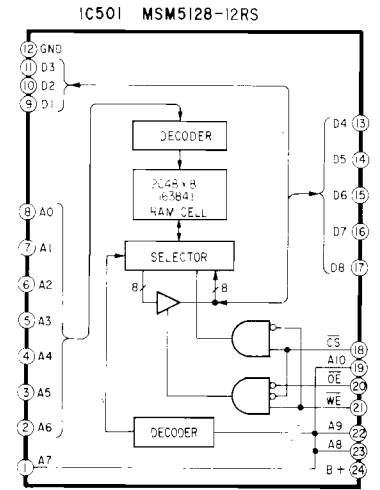 IC501 MSM5128-12RS
12 GND
11 D3
10 D2
9 D1
DECODER
2048 × 8
(6384)
RAM CELL
SELECTOR
8
8
DECODER
8 A0
7 A1
6 A2
5 A3
4 A4
3 A5
2 A6
1 A7
D4 13
D5 14
D6 15
D7 16
D8 17
CS 18
A10 19
OE 20
WE 21
A9 22
A8 23
B+ 24